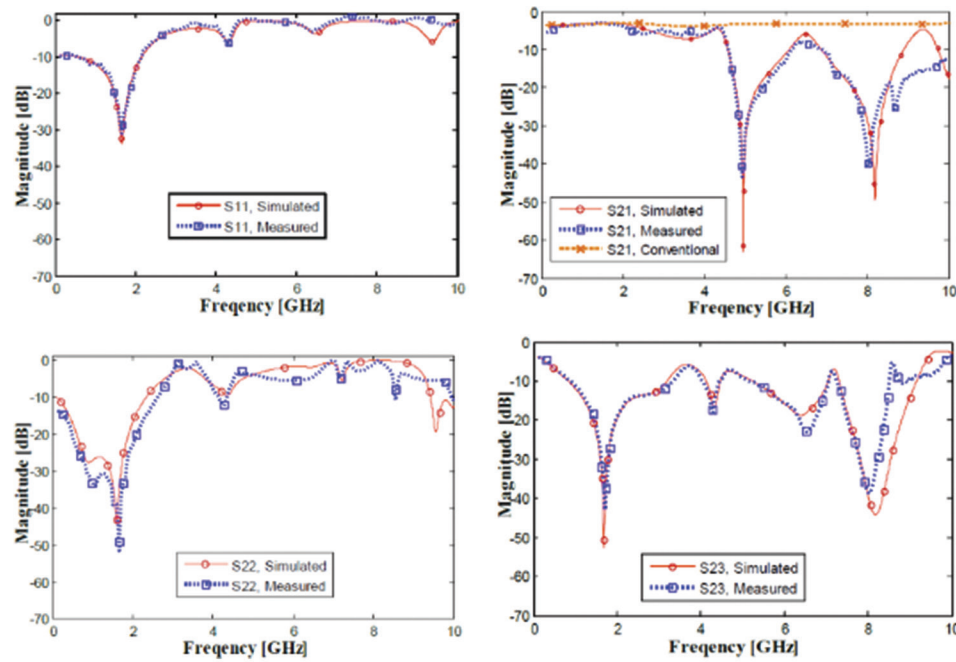 0
-10
-20
-30
-40
-50
-60
-70
Magnitude [dB]
S11, Simulated
S11, Measured
0 2 4 6 8 10
Freqency [GHz]
0
-10
-20
-30
-40
-50
-60
-70
Magnitude [dB]
S21, Simulated
S21, Measured
S21, Conventional
0 2 4 6 8 10
Freqency [GHz]
0
-10
-20
-30
-40
-50
-60
-70
Magnitude [dB]
S22, Simulated
S22, Measured
0 2 4 6 8 10
Freqency [GHz]
0
-10
-20
-30
-40
-50
-60
-70
Magnitude [dB]
S23, Simulated
S23, Measured
0 2 4 6 8 10
Freqency [GHz]